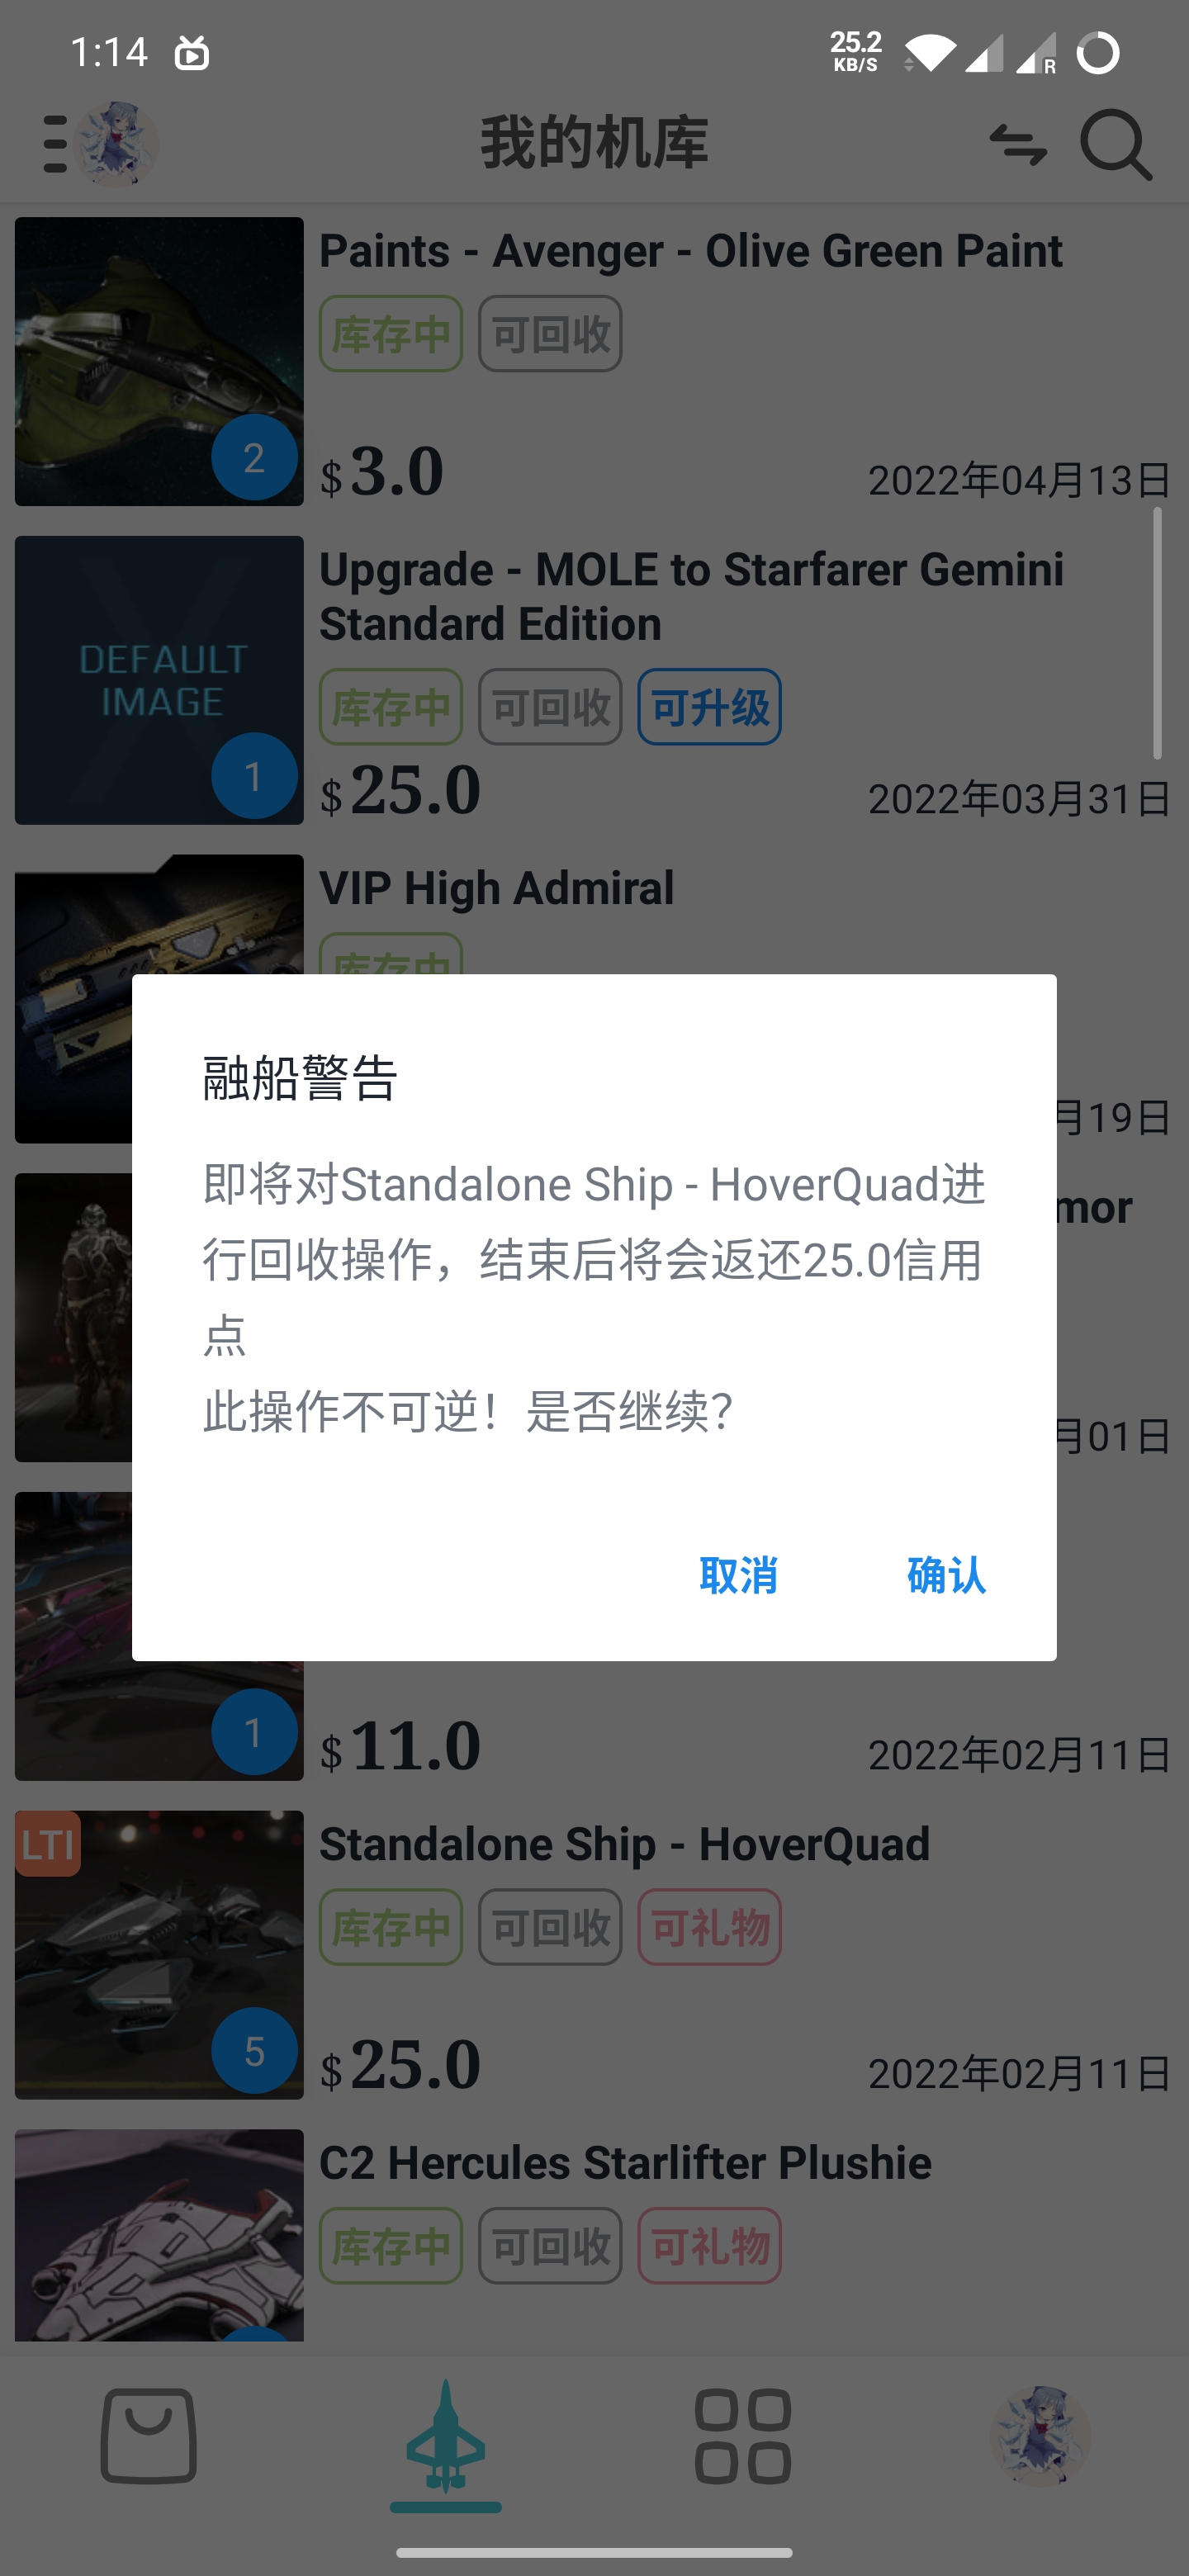 1:14
25.2
KB/S
R
我的机库
Paints - Avenger - Olive Green Paint
库存中 可回收
2
$3.0
2022年04月13日
DEFAULT
IMAGE
Upgrade - MOLE to Starfarer Gemini
Standard Edition
库存中 可回收 可升级
1
$25.0
2022年03月31日
VIP High Admiral
库存中
月19日
mor
月01日
融船警告
即将对Standalone Ship - HoverQuad进
行回收操作，结束后将会返还25.0信用
点
此操作不可逆！是否继续？
取消 确认
1
$11.0
2022年02月11日
LTI
Standalone Ship - HoverQuad
库存中 可回收 可礼物
5
$25.0
2022年02月11日
C2 Hercules Starlifter Plushie
库存中 可回收 可礼物